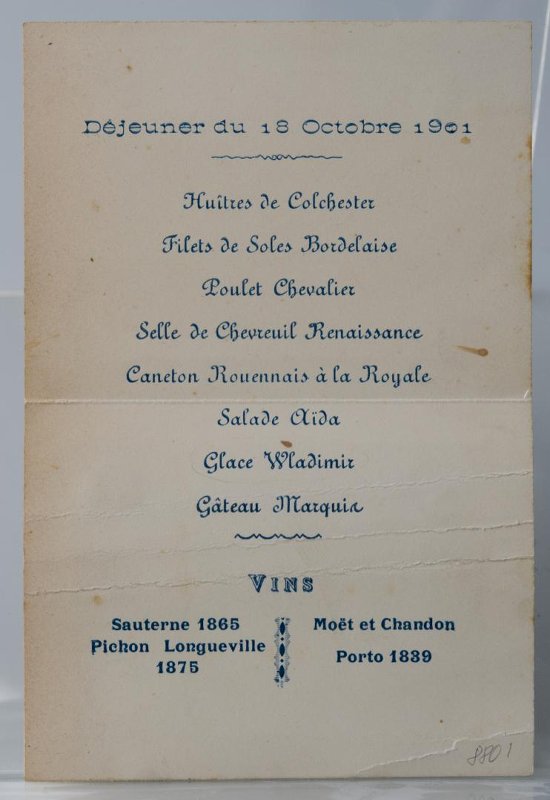 Déjeuner du 18 Octobre 1901
Huîtres de Colchester
Filets de Soles Bordelaise
Poulet Chevalier
Selle de Chevreuil Renaissance
Caneton Rouennais à la Royale
Salade Aïda
Glace Wladimir
Gâteau Marquis
VINS
Sauterne 1865
Pichon Longueville
1875
Moët et Chandon
Porto 1839
8801